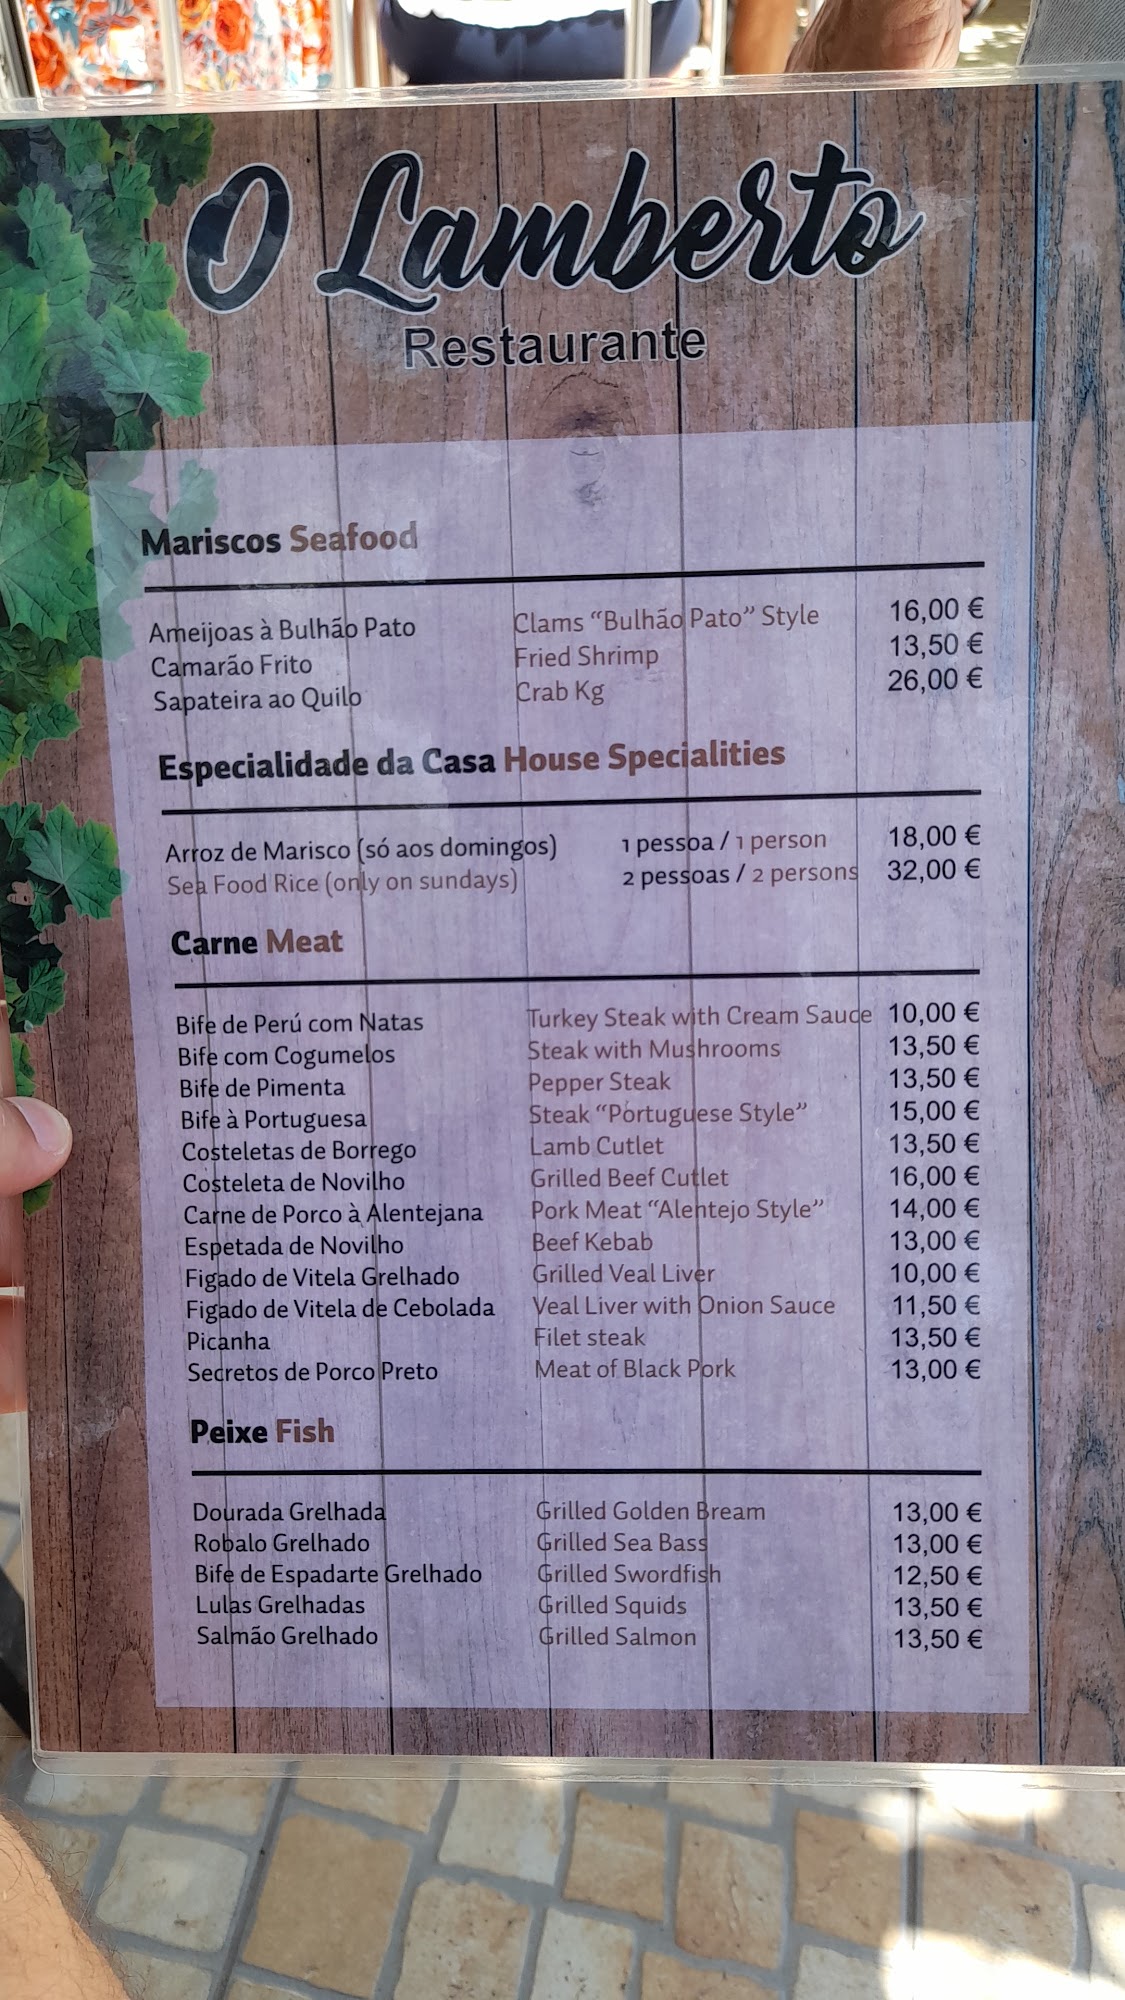 O Lamberto
Restaurante
Mariscos Seafood
Ameijoas à Bulhão Pato Clams “Bulhão Pato” Style 16,00 €
Camarão Frito Fried Shrimp 13,50 €
Sapateira ao Quilo Crab Kg 26,00 €
Especialidade da Casa House Specialities
Arroz de Marisco (só aos domingos) 1 pessoa / 1 person 18,00 €
Sea Food Rice (only on sundays) 2 pessoas / 2 persons 32,00 €
Carne Meat
Bife de Perú com Natas Turkey Steak with Cream Sauce 10,00 €
Bife com Cogumelos Steak with Mushrooms 13,50 €
Bife de Pimenta Pepper Steak 13,50 €
Bife à Portuguesa Steak “Portuguese Style” 15,00 €
Costeletas de Borrego Lamb Cutlet 13,50 €
Costeleta de Novilho Grilled Beef Cutlet 16,00 €
Carne de Porco à Alentejana Pork Meat “Alentejo Style” 14,00 €
Espetada de Novilho Beef Kebab 13,00 €
Figado de Vitela Grelhado Grilled Veal Liver 10,00 €
Figado de Vitela de Cebolada Veal Liver with Onion Sauce 11,50 €
Picanha Filet steak 13,50 €
Secretos de Porco Preto Meat of Black Pork 13,00 €
Peixe Fish
Dourada Grelhada Grilled Golden Bream 13,00 €
Robalo Grelhado Grilled Sea Bass 13,00 €
Bife de Espadarte Grelhado Grilled Swordfish 12,50 €
Lulas Grelhadas Grilled Squids 13,50 €
Salmão Grelhado Grilled Salmon 13,50 €